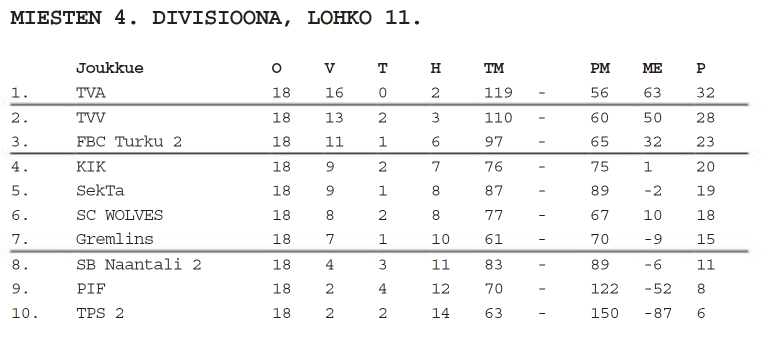 MIESTEN 4. DIVISIOONA, LOHKO 11.
Joukkue O V T H TM PM ME P
1. TVA 18 16 0 2 119 - 56 63 32
2. TVV 18 13 2 3 110 - 60 50 28
3. FBC Turku 2 18 11 1 6 97 - 65 32 23
4. KIK 18 9 2 7 76 - 75 1 20
5. SekTa 18 9 1 8 87 - 89 -2 19
6. SC WOLVES 18 8 2 8 77 - 67 10 18
7. Gremlins 18 7 1 10 61 - 70 -9 15
8. SB Naantali 2 18 4 3 11 83 - 89 -6 11
9. PIF 18 2 4 12 70 - 122 -52 8
10. TPS 2 18 2 2 14 63 - 150 -87 6